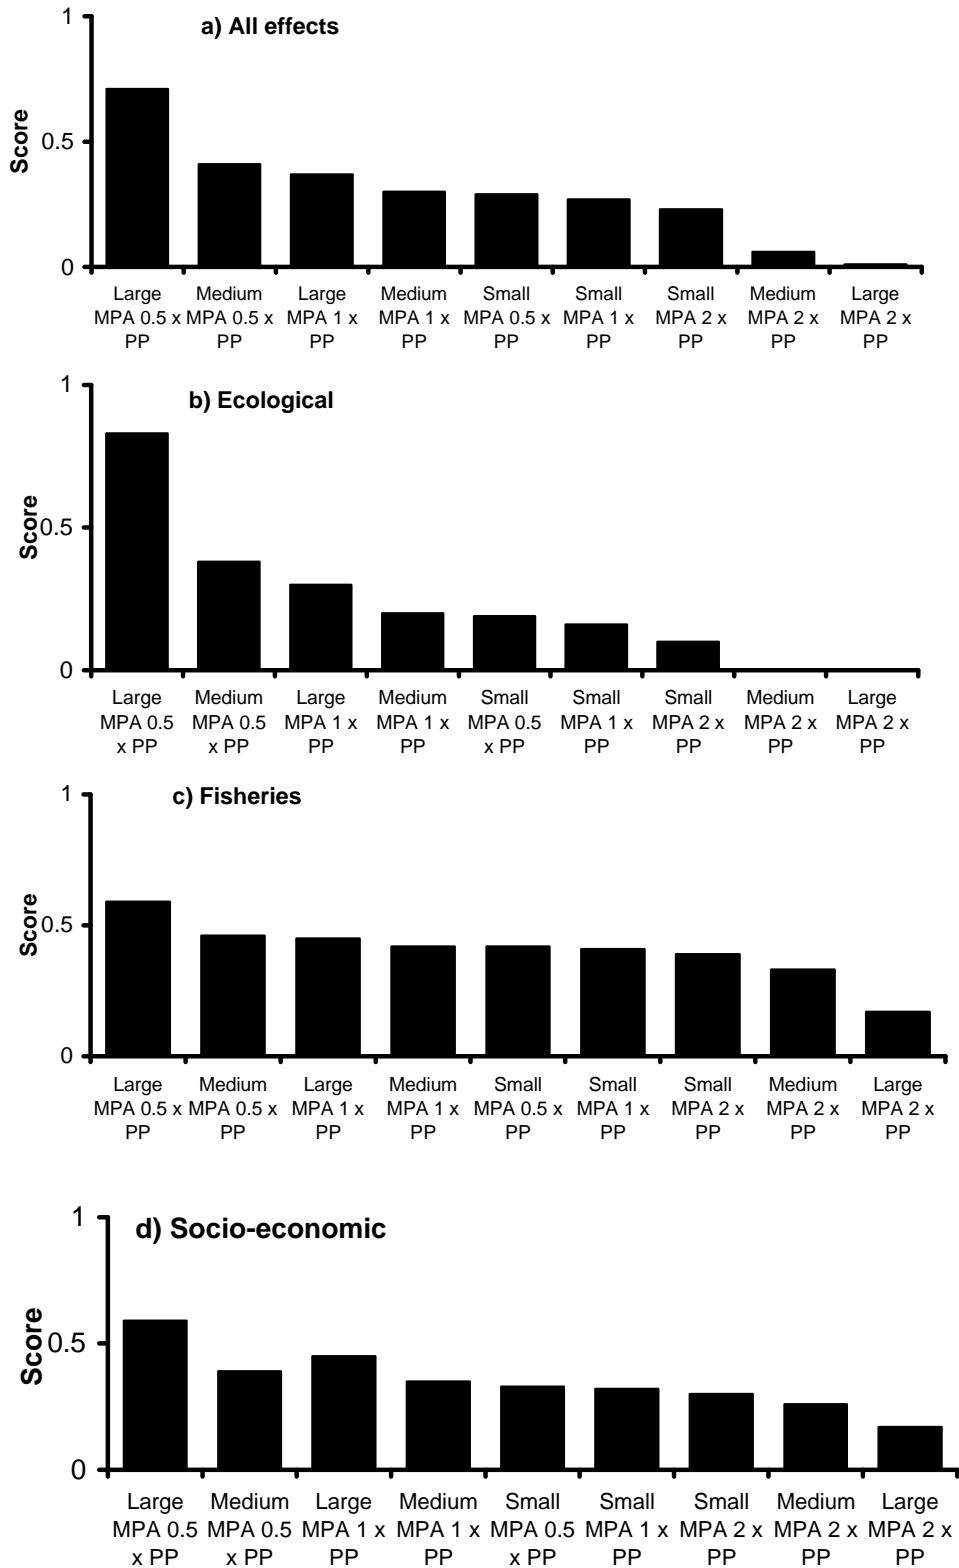 a) All effects
1
0.5
0
Score
Large Medium Large Medium Small Small Small Medium Large
MPA 0.5 x MPA 0.5 x MPA 1 x MPA 1 x MPA 0.5 x MPA 1 x MPA 2 x MPA 2 x MPA 2 x
PP PP PP PP PP PP PP PP PP
b) Ecological
1
0.5
0
Score
Large Medium Large Medium Small Small Small Medium Large
MPA 0.5 MPA 0.5 MPA 1 x MPA 1 x MPA 0.5 MPA 1 x MPA 2 x MPA 2 x MPA 2 x
x PP x PP PP PP x PP PP PP PP PP
c) Fisheries
1
0.5
0
Score
Large Medium Large Medium Small Small Small Medium Large
MPA 0.5 x MPA 0.5 x MPA 1 x MPA 1 x MPA 0.5 x MPA 1 x MPA 2 x MPA 2 x MPA 2 x
PP PP PP PP PP PP PP PP PP
d) Socio-economic
1
0.5
0
Score
Large Medium Large Medium Small Small Small Medium Large
MPA 0.5 MPA 0.5 MPA 1 x MPA 1 x MPA 0.5 MPA 1 x MPA 2 x MPA 2 x MPA 2 x
x PP x PP PP PP x PP PP PP PP PP